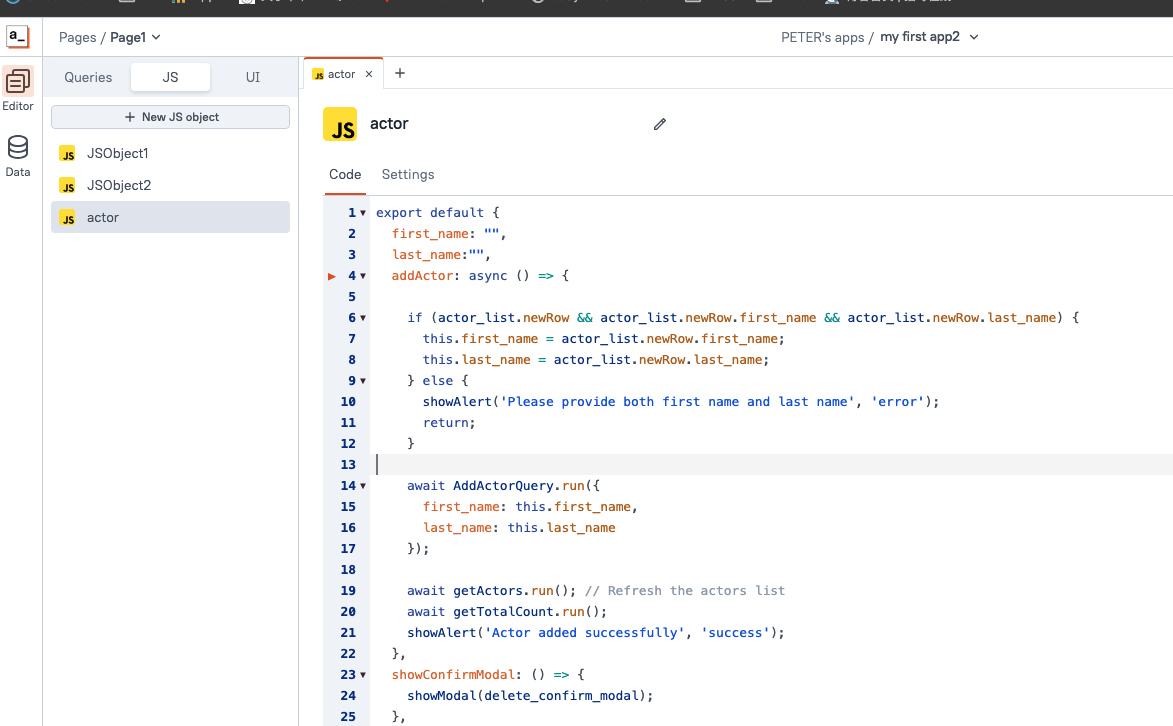 a_
Pages / Page1
PETER's apps / my first app2
Editor
Data
Queries JS UI
+ New JS object
JS JSObject1
JS JSObject2
JS actor
JS actor × +
JS actor
Code Settings
1 export default {
2 first_name: "",
3 last_name:"",
4 addActor: async () => {
5
6 if (actor_list.newRow && actor_list.newRow.first_name && actor_list.newRow.last_name) {
7 this.first_name = actor_list.newRow.first_name;
8 this.last_name = actor_list.newRow.last_name;
9 } else {
10 showAlert('Please provide both first name and last name', 'error');
11 return;
12 }
13
14 await AddActorQuery.run({
15 first_name: this.first_name,
16 last_name: this.last_name
17 });
18
19 await getActors.run(); // Refresh the actors list
20 await getTotalCount.run();
21 showAlert('Actor added successfully', 'success');
22 },
23 showConfirmModal: () => {
24 showModal(delete_confirm_modal);
25 },